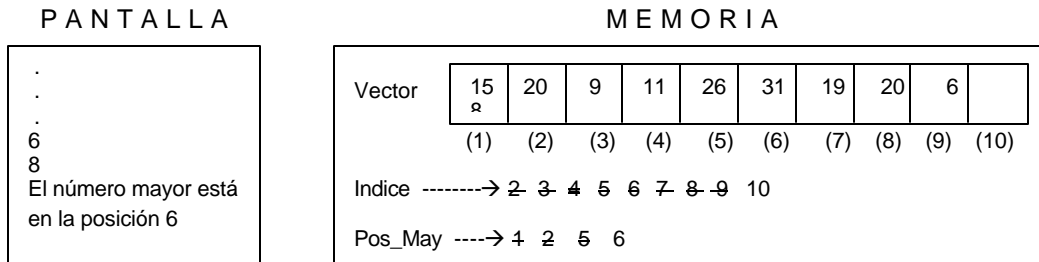 P A N T A L L A
M E M O R I A
.
.
.
6
8
El número mayor está
en la posición 6
Vector 15 20 9 11 26 31 19 20 6
8
(1) (2) (3) (4) (5) (6) (7) (8) (9) (10)
Indice --------→ 2 3 4 5 6 7 8 9 10
Pos_May ----→ 1 2 5 6